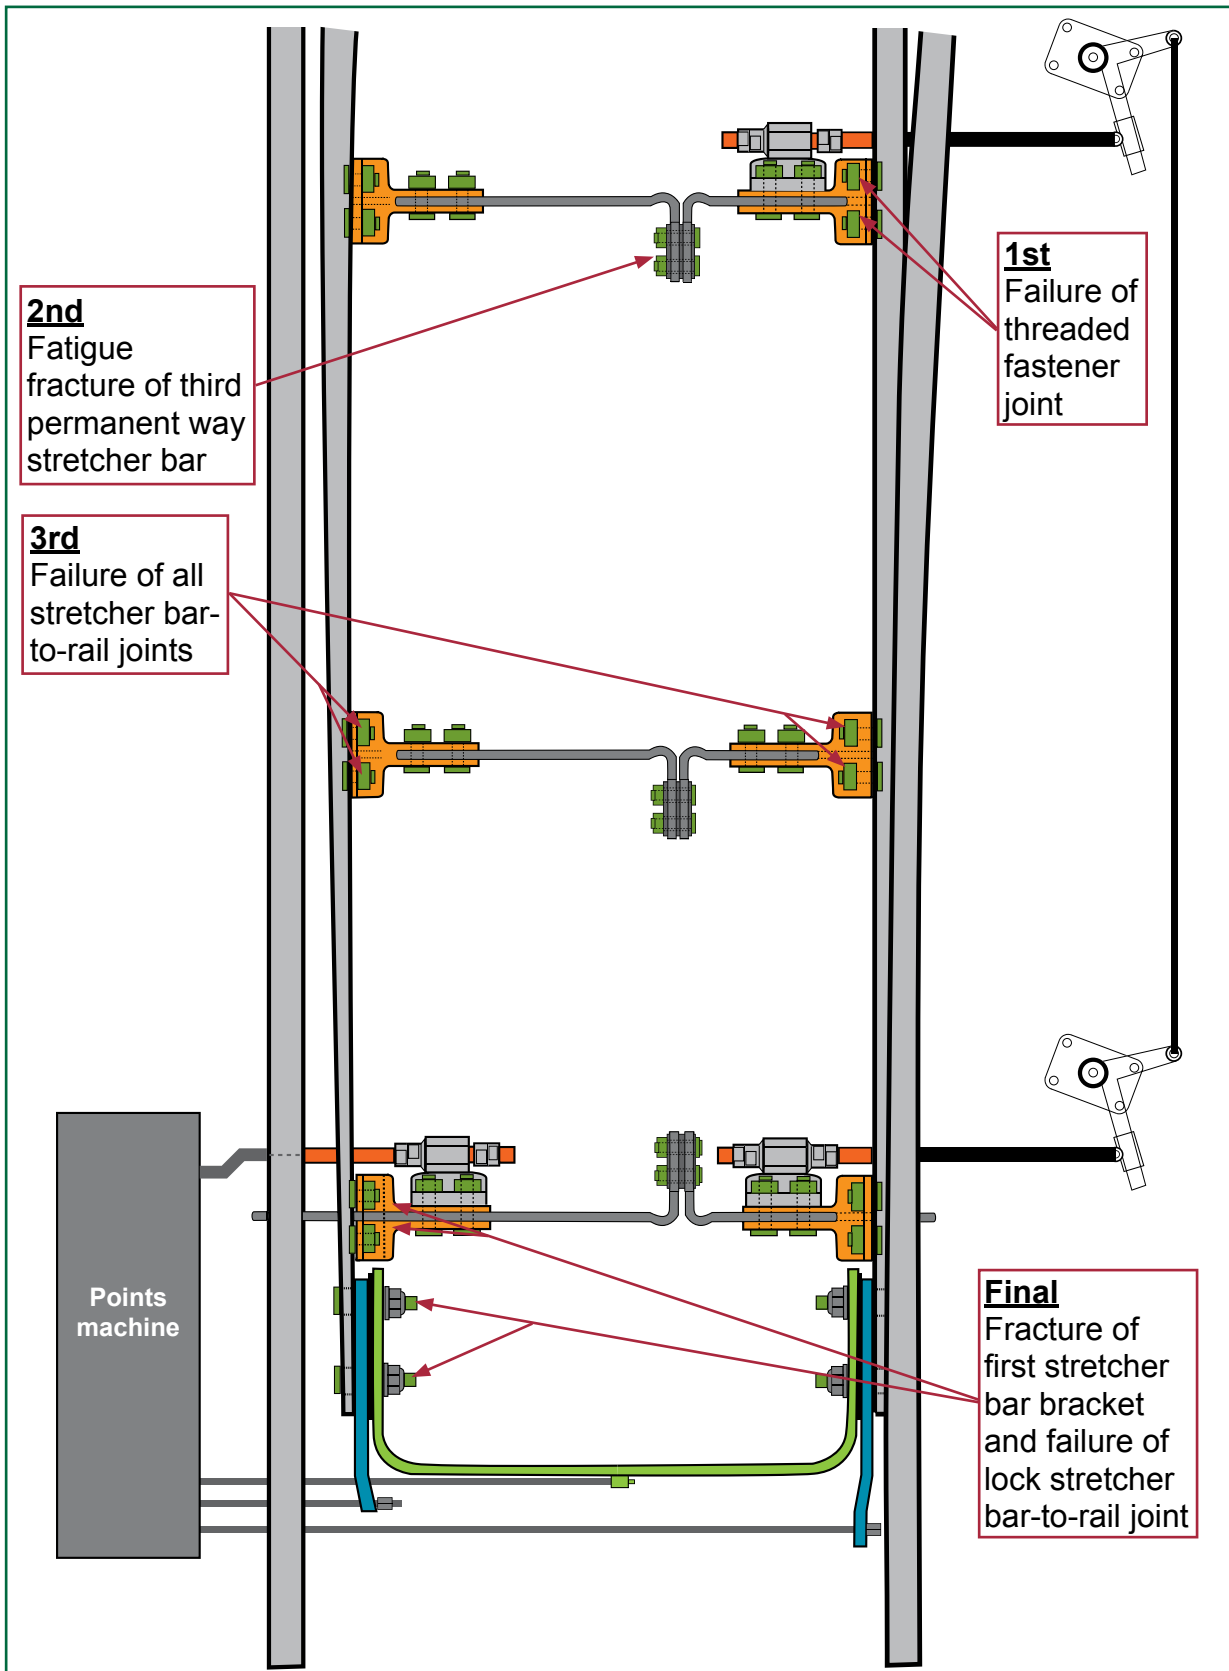 1st
Failure of
threaded
fastener
joint
2nd
Fatigue
fracture of third
permanent way
stretcher bar
3rd
Failure of all
stretcher bar-
to-rail joints
Points
machine
Final
Fracture of
first stretcher
bar bracket
and failure of
lock stretcher
bar-to-rail joint